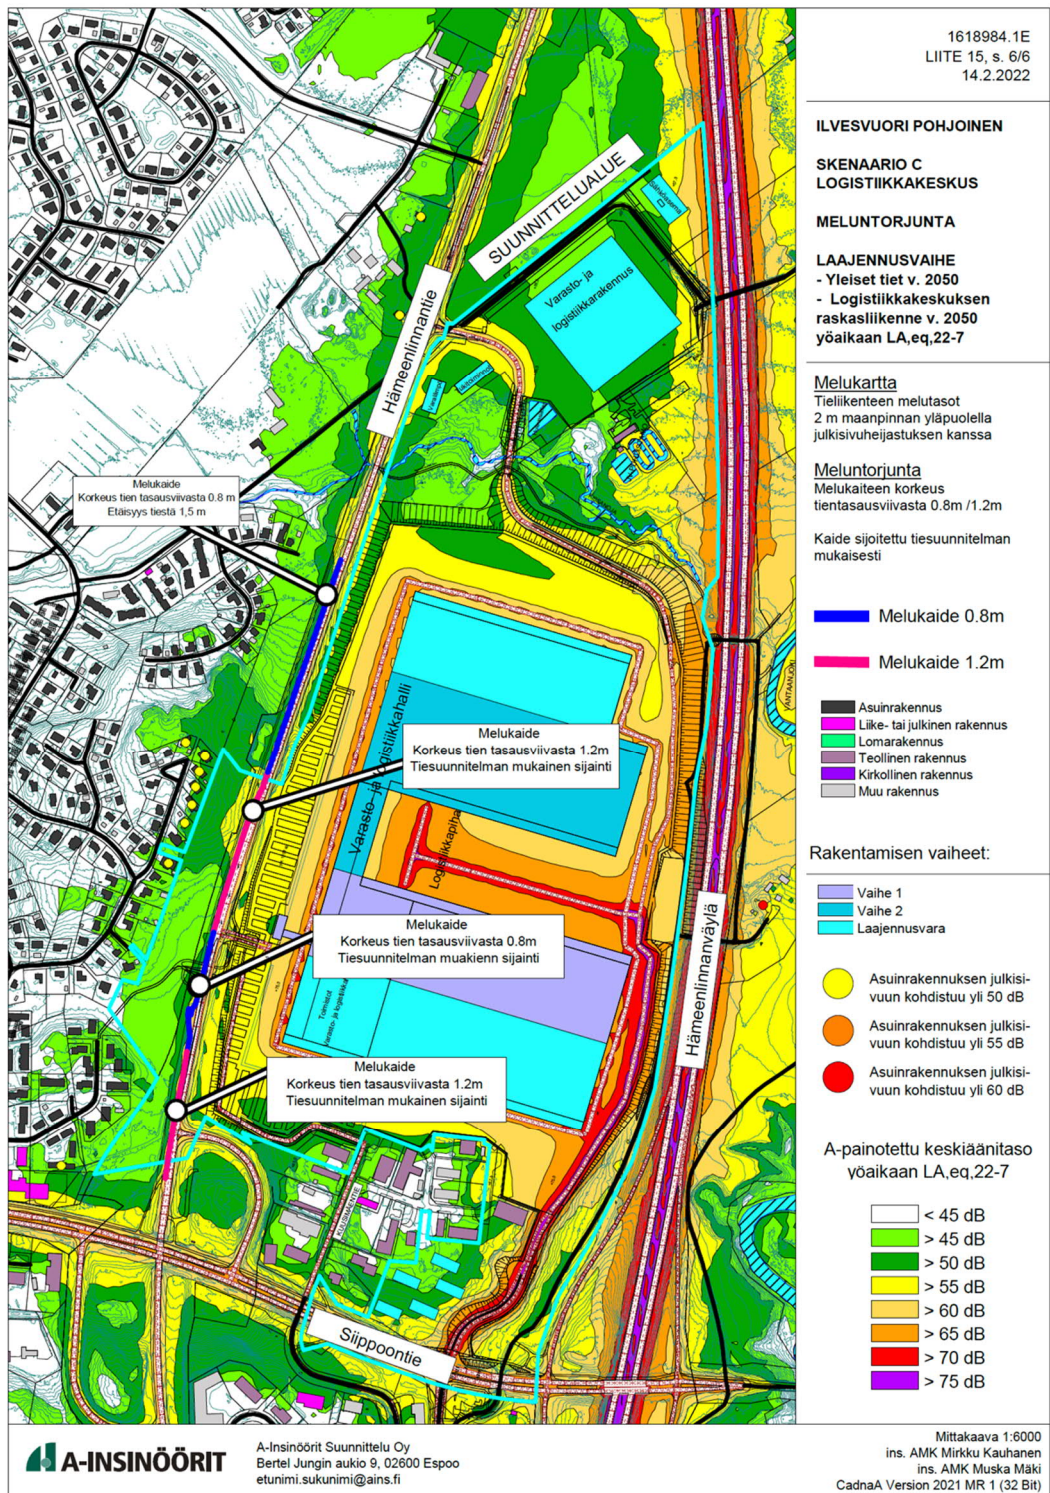 1618984.1E
LIITE 15, s. 6/6
14.2.2022
ILVESVUORI POHJOINEN
SKENAARIO C
LOGISTIIKKAKESKUS
MELUNTORJUNTA
LAAJENNUSVAIHE
- Yleiset tiet v. 2050
- Logistiikkakeskuksen
raskasliikenne v. 2050
yöaikaan LA,eq,22-7
Melukartta
Tieliikenteen melutasot
2 m maanpinnan yläpuolella
julkisivuheijastuksen kanssa
Meluntorjunta
Melukaiteen korkeus
tientasausviivasta 0.8m /1.2m
Kaide sijoitettu tiesuunnitelman
mukaisesti
Melukaide 0.8m
Melukaide 1.2m
Asuinrakennus
Liike- tai julkinen rakennus
Lomarakennus
Teollinen rakennus
Kirkollinen rakennus
Muu rakennus
Rakentamisen vaiheet:
Vaihe 1
Vaihe 2
Laajennusvara
Asuinrakennuksen julkisi-
vuun kohdistuu yli 50 dB
Asuinrakennuksen julkisi-
vuun kohdistuu yli 55 dB
Asuinrakennuksen julkisi-
vuun kohdistuu yli 60 dB
A-painotettu keskiäänitaso
yöaikaan LA,eq,22-7
< 45 dB
> 45 dB
> 50 dB
> 55 dB
> 60 dB
> 65 dB
> 70 dB
> 75 dB
SUUNNITTELUALUE
Hämeenlinnantie
Varasto- ja
logistiikkarakennus
Melukaide
Korkeus tien tasausviivasta 0.8 m
Etäisyys tiestä 1,5 m
VANTAANJOKI
Varasto- ja logistiikkahalli
Melukaide
Korkeus tien tasausviivasta 1.2m
Tiesuunnitelman mukainen sijainti
Logistiikkapiha
Melukaide
Korkeus tien tasausviivasta 0.8m
Tiesuunnitelman muakienn sijainti
Toimistot
Varasto- ja logistiikka
Hämeenlinnanväylä
Melukaide
Korkeus tien tasausviivasta 1.2m
Tiesuunnitelman mukainen sijainti
KUUSIMÄENTIE
Siippoontie
A-INSINÖÖRIT
A-Insinöörit Suunnittelu Oy
Bertel Jungin aukio 9, 02600 Espoo
etunimi.sukunimi@ains.fi
Mittakaava 1:6000
ins. AMK Mirkku Kauhanen
ins. AMK Muska Mäki
CadnaA Version 2021 MR 1 (32 Bit)